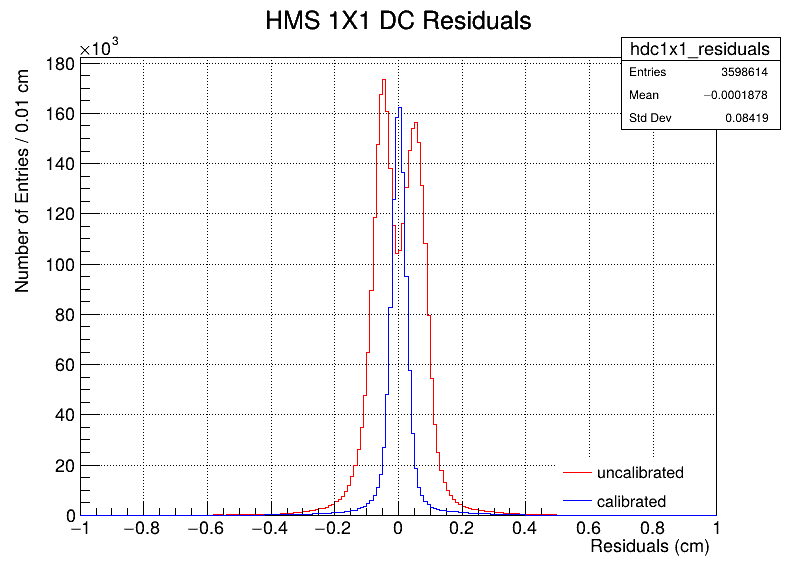 HMS 1X1 DC Residuals
×10³
hdc1x1_residuals
Entries 3598614
Mean −0.0001878
Std Dev 0.08419
Number of Entries / 0.01 cm
180
160
140
120
100
80
60
40
20
0
uncalibrated
calibrated
−1 −0.8 −0.6 −0.4 −0.2 0 0.2 0.4 0.6 0.8 1
Residuals (cm)